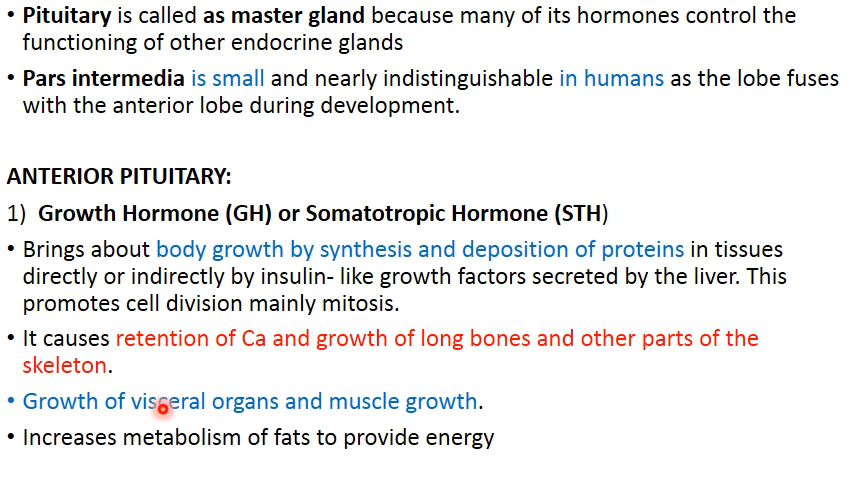 • Pituitary is called as master gland because many of its hormones control the
functioning of other endocrine glands
• Pars intermedia is small and nearly indistinguishable in humans as the lobe fuses
with the anterior lobe during development.
ANTERIOR PITUITARY:
1) Growth Hormone (GH) or Somatotropic Hormone (STH)
• Brings about body growth by synthesis and deposition of proteins in tissues
directly or indirectly by insulin- like growth factors secreted by the liver. This
promotes cell division mainly mitosis.
• It causes retention of Ca and growth of long bones and other parts of the
skeleton.
• Growth of visceral organs and muscle growth.
• Increases metabolism of fats to provide energy